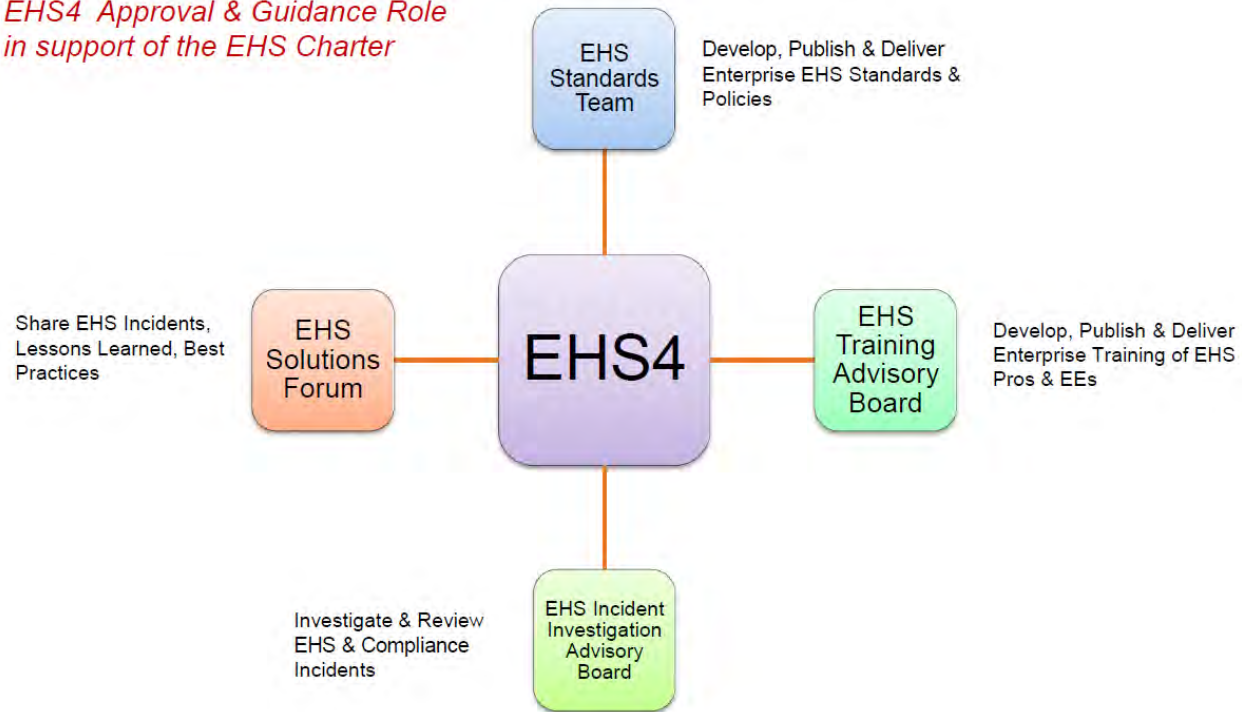 EHS4 Approval & Guidance Role
in support of the EHS Charter
EHS
Standards
Team
Develop, Publish & Deliver
Enterprise EHS Standards &
Policies
Share EHS Incidents,
Lessons Learned, Best
Practices
EHS
Solutions
Forum
EHS4
EHS
Training
Advisory
Board
Develop, Publish & Deliver
Enterprise Training of EHS
Pros & EEs
Investigate & Review
EHS & Compliance
Incidents
EHS Incident
Investigation
Advisory
Board